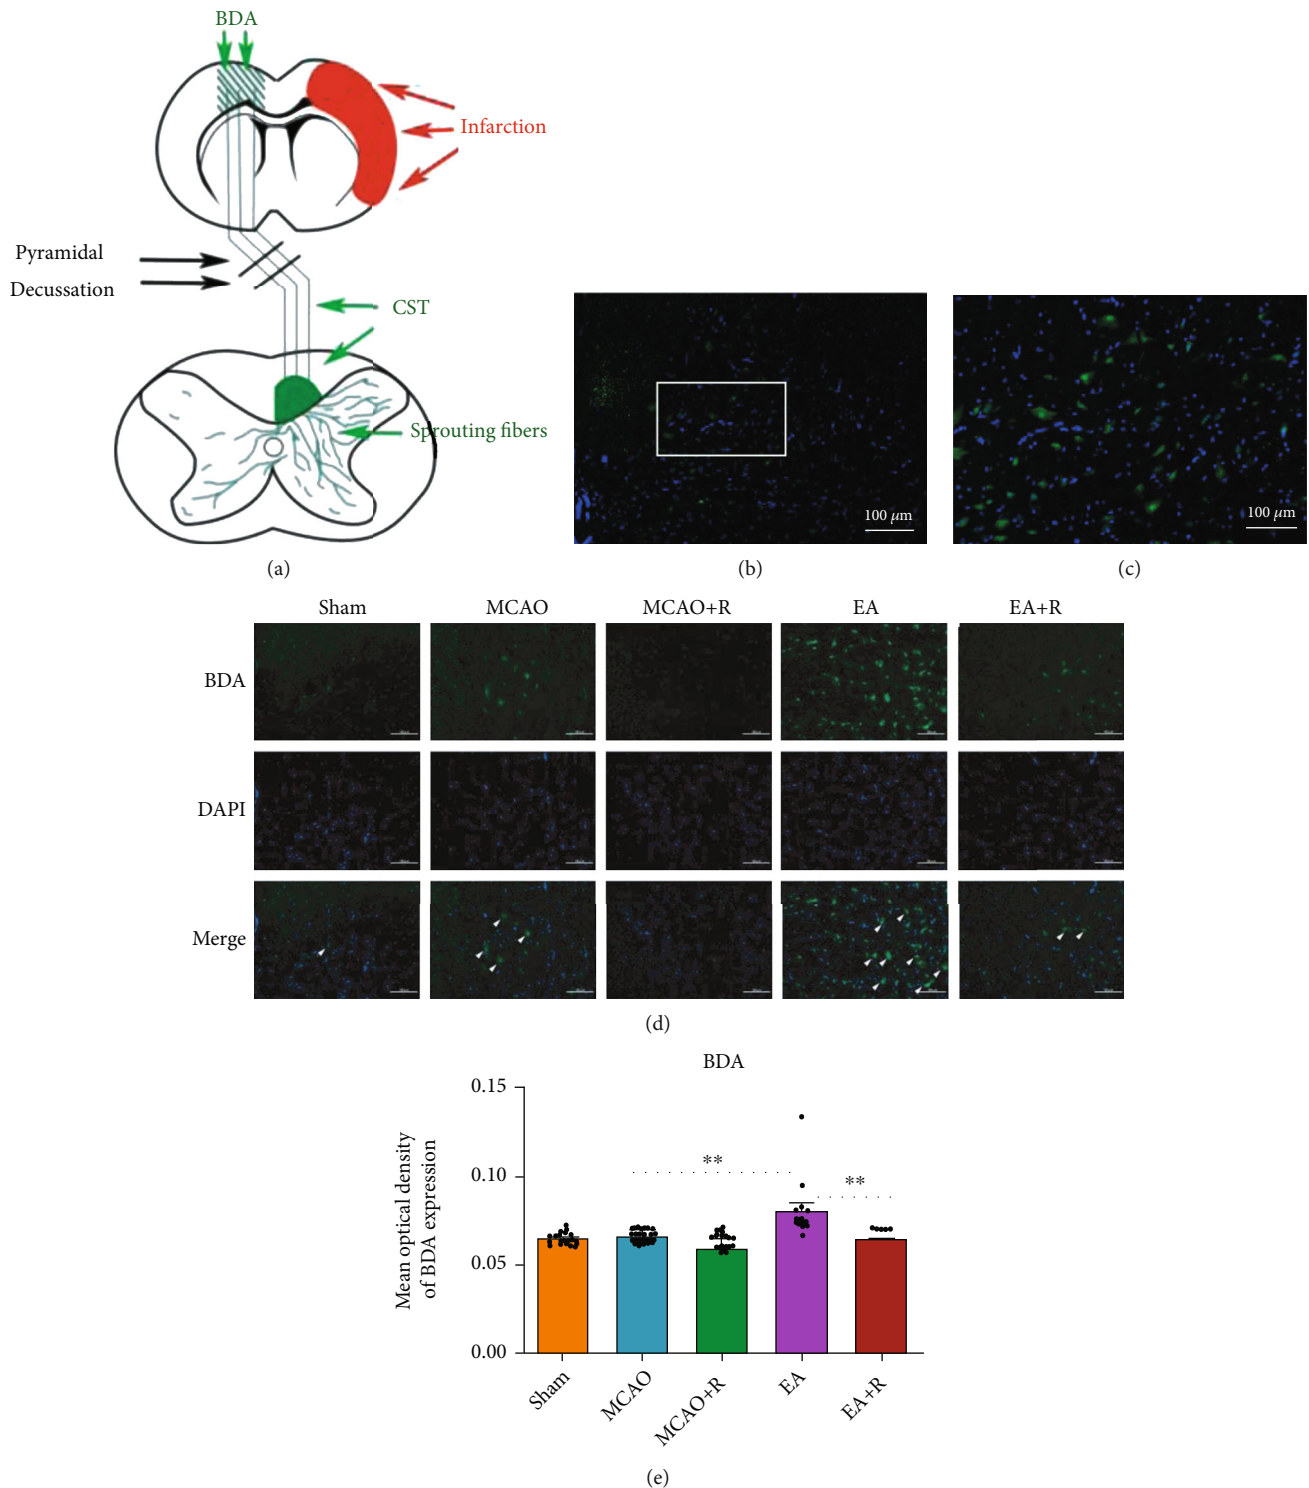 BDA
Infarction
Pyramidal
Decussation
CST
Sprouting fibers
100 μm
100 μm
(a)
(b)
(c)
Sham
MCAO
MCAO+R
EA
EA+R
BDA
DAPI
Merge
(d)
BDA
Mean optical density
of BDA expression
0.15
0.10
0.05
0.00
**
**
Sham
MCAO
MCAO+R
EA
EA+R
(e)